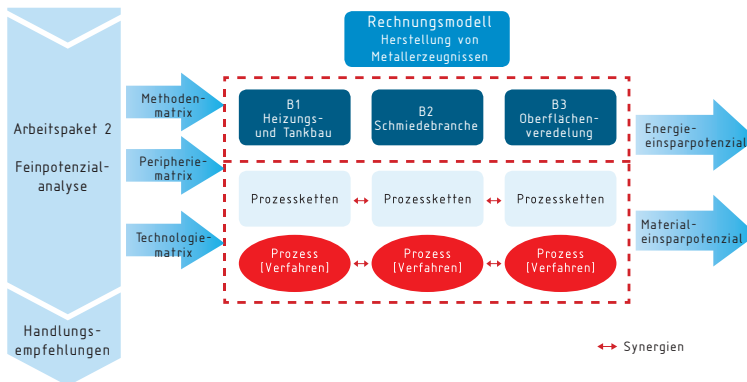 Rechnungsmodell
Herstellung von
Metallerzeugnissen
Arbeitspaket 2
Feinpotenzial-
analyse
Handlungs-
empfehlungen
Methoden-
matrix
Peripherie-
matrix
Technologie-
matrix
B1
Heizungs-
und Tankbau
B2
Schmiedebranche
B3
Oberflächen-
veredelung
Prozessketten
Prozessketten
Prozessketten
Prozess
[Verfahren]
Prozess
[Verfahren]
Prozess
[Verfahren]
Energie-
einsparpotenzial
Material-
einsparpotenzial
Synergien